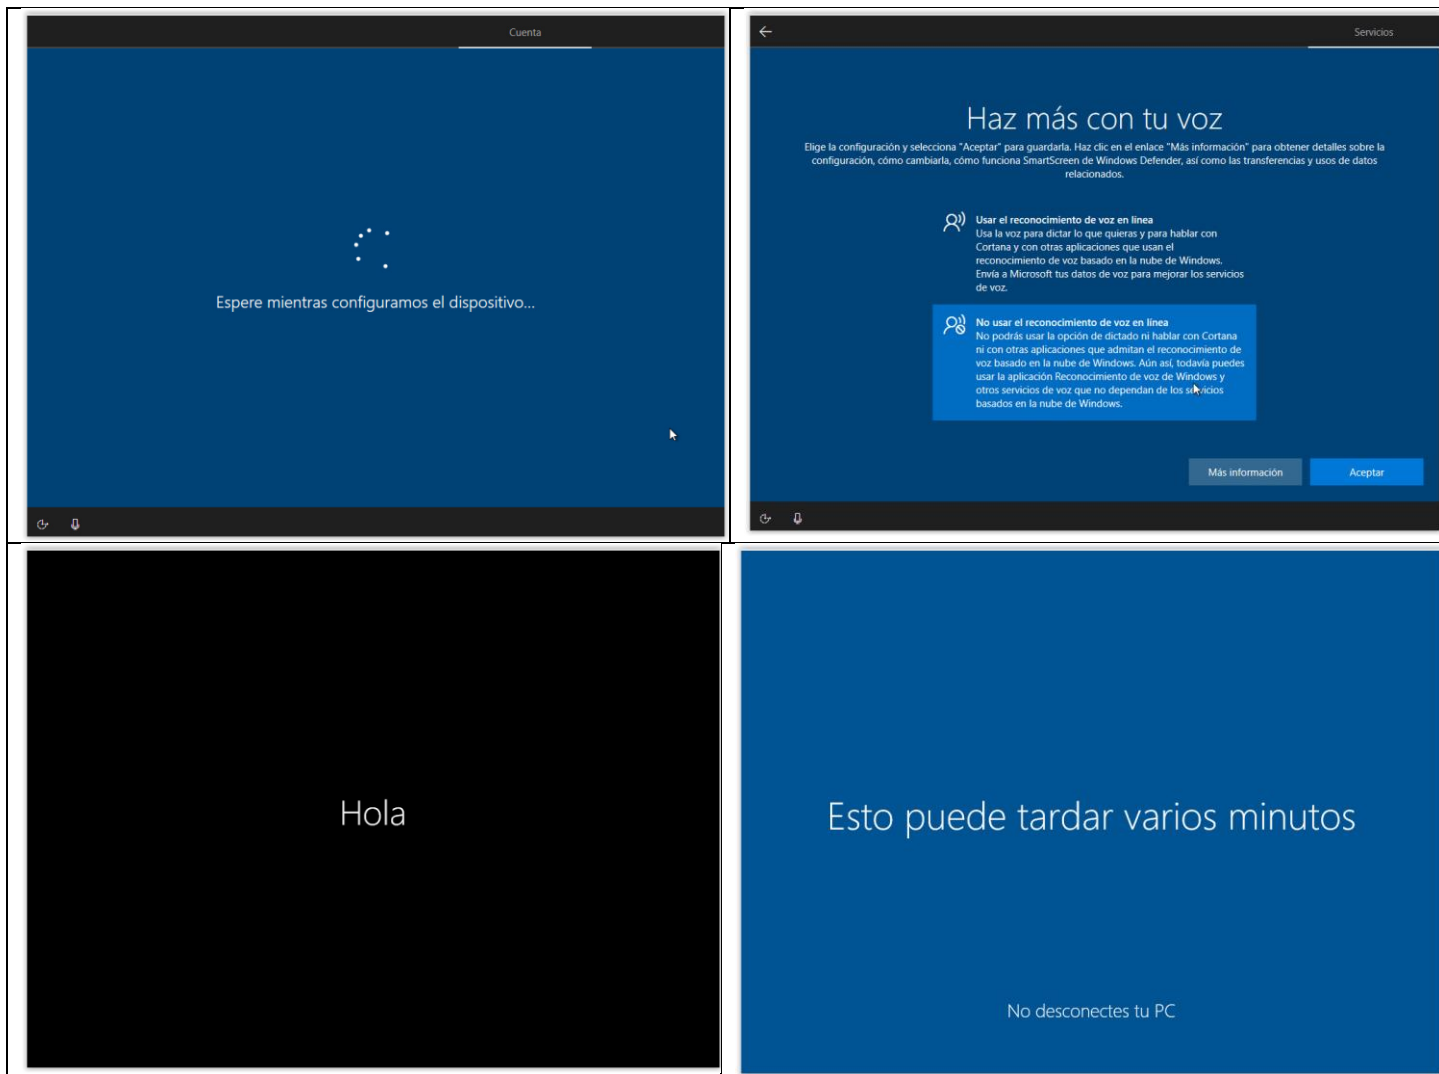 Cuenta
Espere mientras configuramos el dispositivo...
Servicios
Haz más con tu voz
Elige la configuración y selecciona "Aceptar" para guardarla. Haz clic en el enlace "Más información" para obtener detalles sobre la
configuración, cómo cambiarla, cómo funciona SmartScreen de Windows Defender, así como las transferencias y usos de datos
relacionados.
Usar el reconocimiento de voz en línea
Usa la voz para dictar lo que quieras y para hablar con
Cortana y con otras aplicaciones que usan el
reconocimiento de voz basado en la nube de Windows.
Envía a Microsoft tus datos de voz para mejorar los servicios
de voz.
No usar el reconocimiento de voz en línea
No podrás usar la opción de dictado ni hablar con Cortana
ni con otras aplicaciones que admitan el reconocimiento de
voz basado en la nube de Windows. Aún así, todavía puedes
usar la aplicación Reconocimiento de voz de Windows y
otros servicios de voz que no dependan de los servicios
basados en la nube de Windows.
Más información
Aceptar
Hola
Esto puede tardar varios minutos
No desconectes tu PC